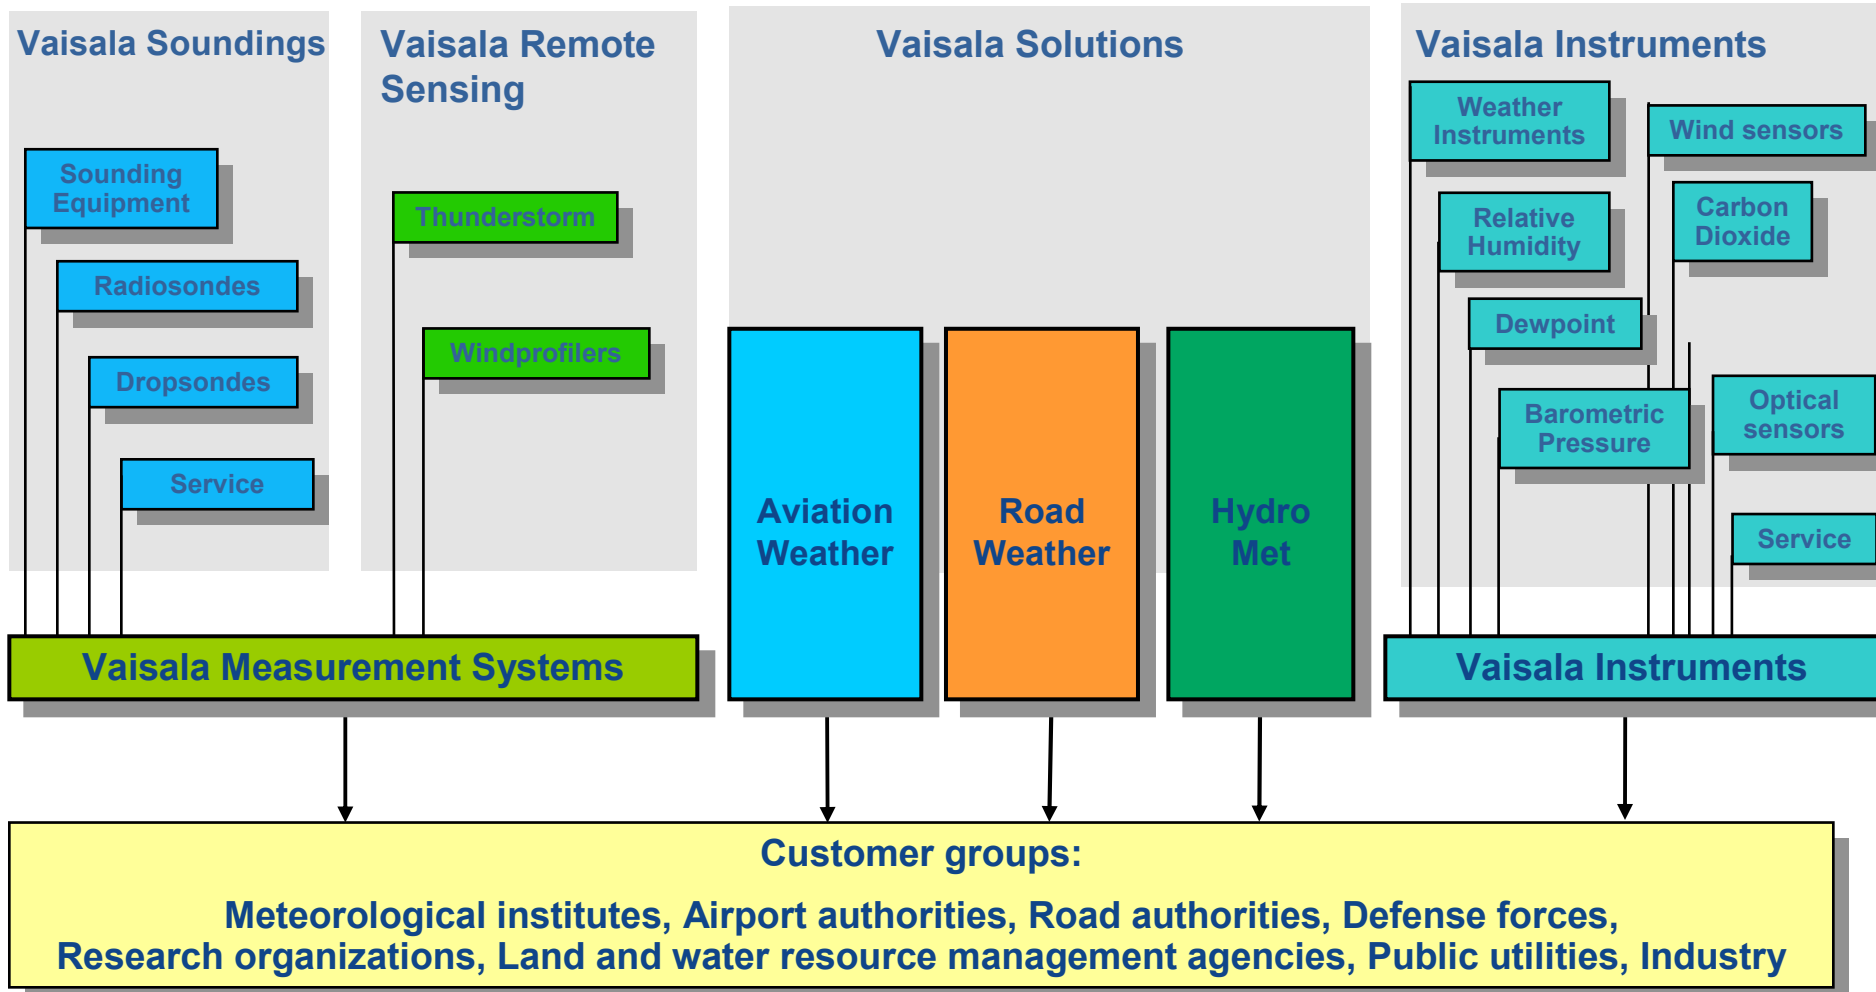 Vaisala Soundings
Sounding
Equipment
Radiosondes
Dropsondes
Service
Vaisala Remote
Sensing
Thunderstorm
Windprofilers
Vaisala Measurement Systems
Vaisala Solutions
Aviation
Weather
Road
Weather
Hydro
Met
Vaisala Instruments
Weather
Instruments
Relative
Humidity
Dewpoint
Barometric
Pressure
Wind sensors
Carbon
Dioxide
Optical
sensors
Service
Vaisala Instruments
Customer groups:
Meteorological institutes, Airport authorities, Road authorities, Defense forces,
Research organizations, Land and water resource management agencies, Public utilities, Industry